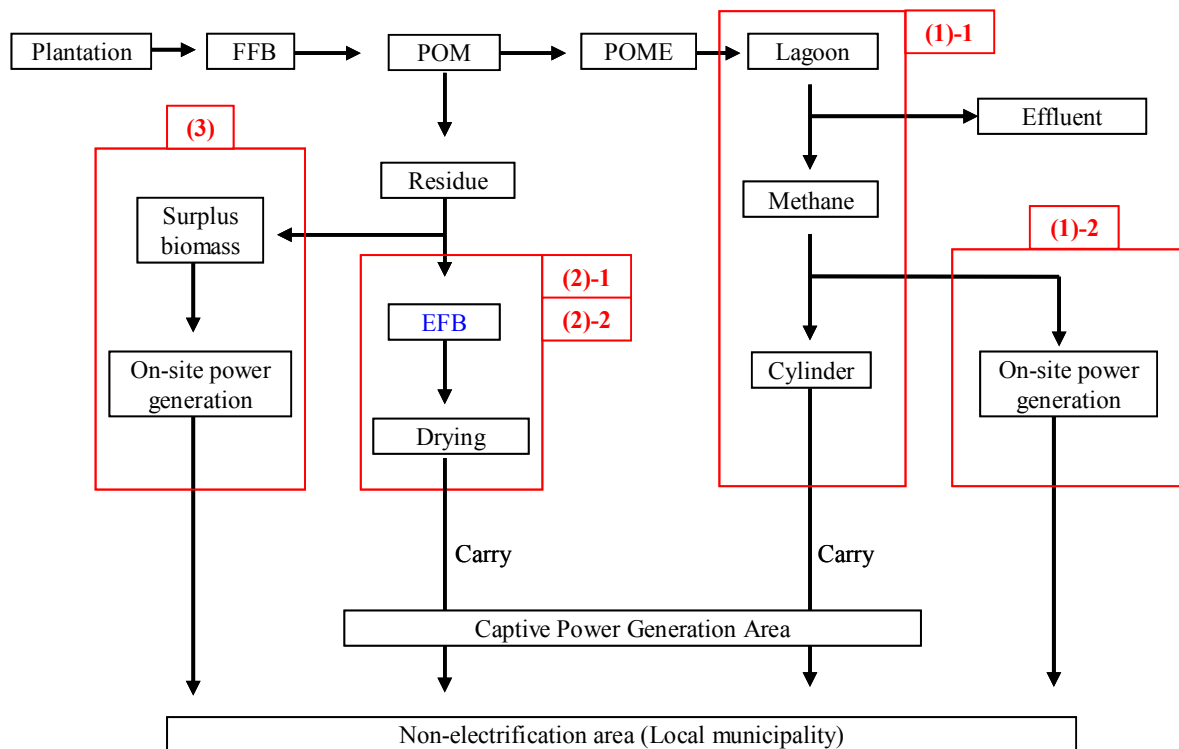 (1)-1
Plantation
FFB
POM
POME
Lagoon
Effluent
(3)
Residue
Methane
Surplus
biomass
(1)-2
(2)-1
(2)-2
EFB
On-site power
generation
Cylinder
On-site power
generation
Drying
Carry
Carry
Captive Power Generation Area
Non-electrification area (Local municipality)